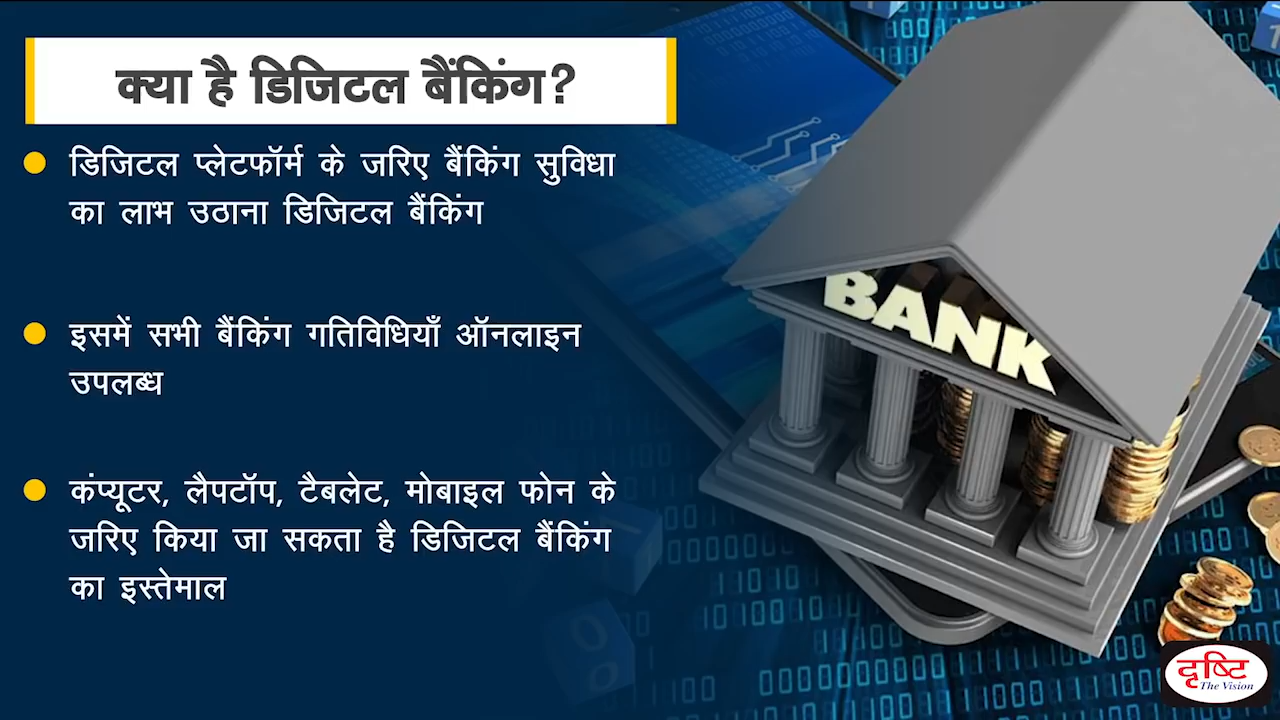 क्या है डिजिटल बैंकिंग?
डिजिटल प्लेटफॉर्म के जरिए बैंकिंग सुविधा
का लाभ उठाना डिजिटल बैंकिंग
इसमें सभी बैंकिंग गतिविधियाँ ऑनलाइन
उपलब्ध
कंप्यूटर, लैपटॉप, टैबलेट, मोबाइल फोन के
जरिए किया जा सकता है डिजिटल बैंकिंग
का इस्तेमाल
BANK
दृष्टि
The Vision